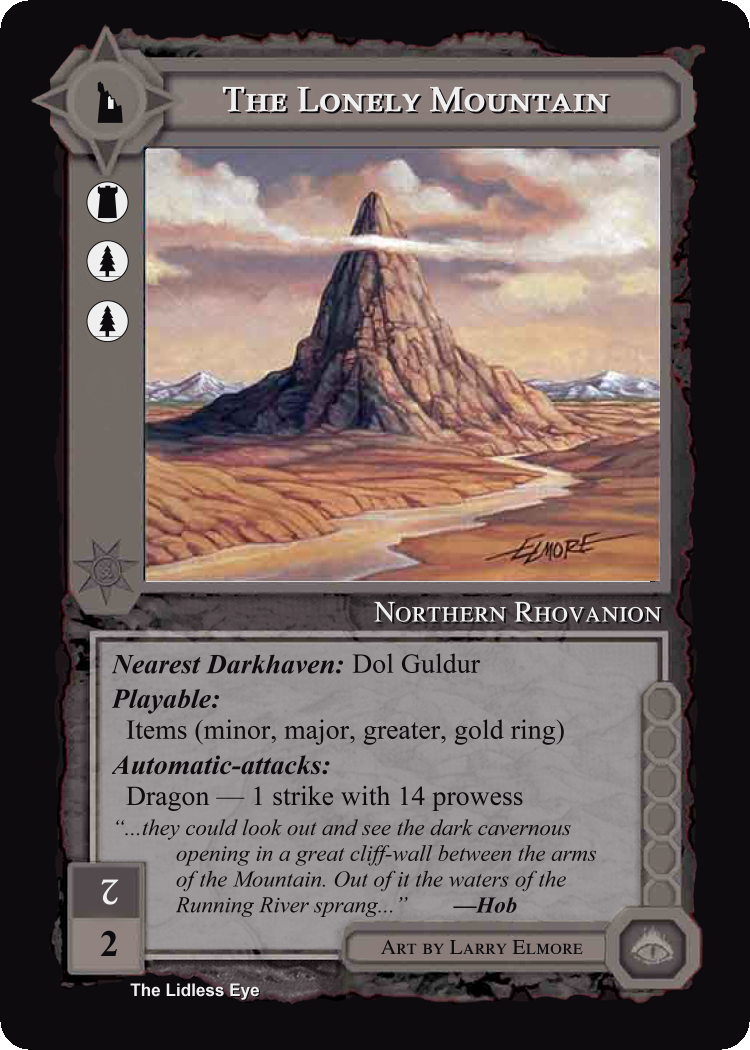 The Lonely Mountain
ELMORE
Northern Rhovanion
Nearest Darkhaven: Dol Guldur
Playable:
Items (minor, major, greater, gold ring)
Automatic-attacks:
Dragon — 1 strike with 14 prowess
“...they could look out and see the dark cavernous
opening in a great cliff-wall between the arms
of the Mountain. Out of it the waters of the
Running River sprang...” —Hob
2
2
Art by Larry Elmore
The Lidless Eye